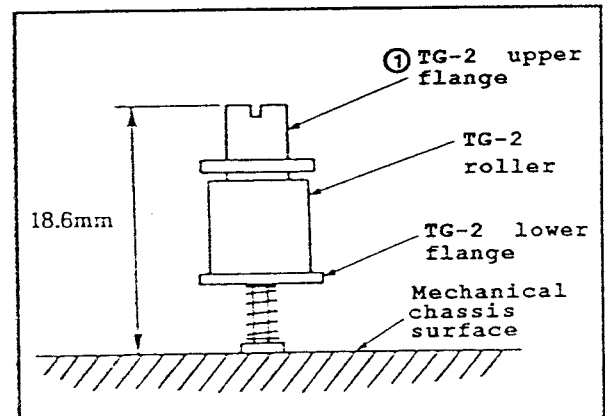 ① TG-2 upper
flange
TG-2
roller
18.6mm
TG-2 lower
flange
Mechanical
chassis
surface